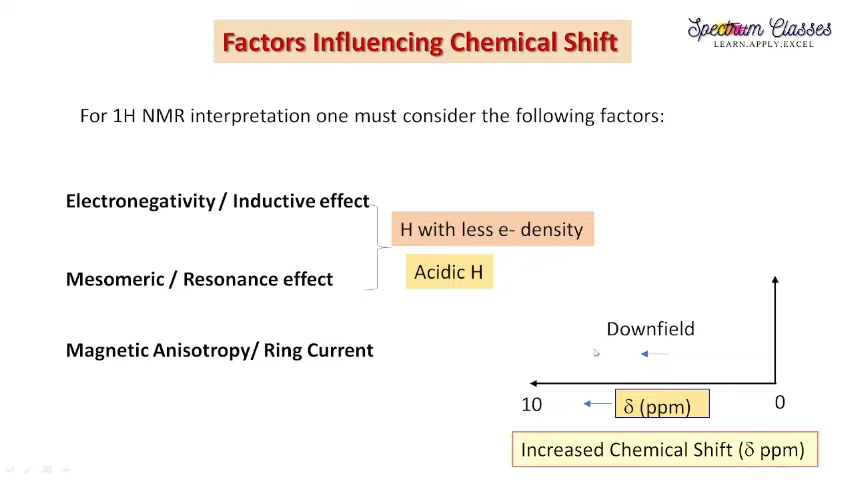 Factors Influencing Chemical Shift
Spectrum Classes
LEARN.APPLY.EXCEL
For 1H NMR interpretation one must consider the following factors:
Electronegativity / Inductive effect
H with less e- density
Acidic H
Mesomeric / Resonance effect
Magnetic Anisotropy/ Ring Current
Downfield
10
δ (ppm)
0
Increased Chemical Shift (δ ppm)